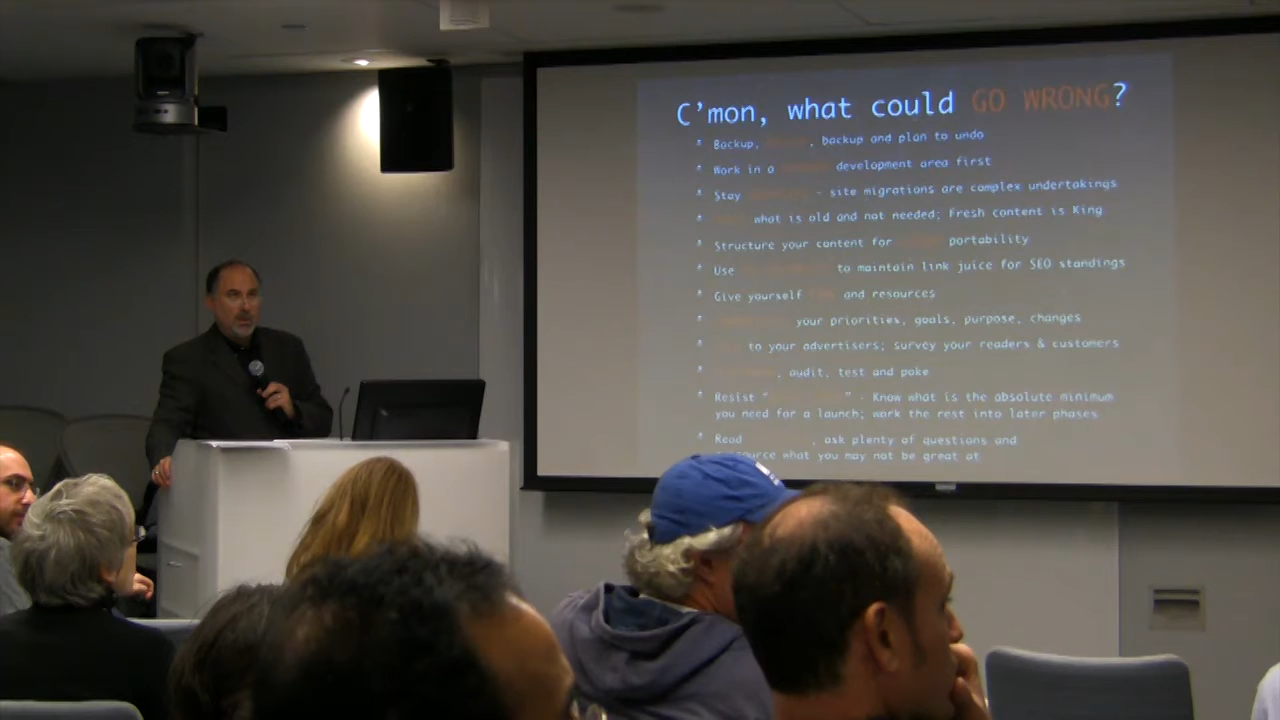 C'mon, what could GO WRONG?
* Backup, , backup and plan to undo
* Work in a development area first
* Stay - site migrations are complex undertakings
* what is old and not needed; Fresh content is King
* Structure your content for portability
* Use to maintain link juice for SEO standings
* Give yourself and resources
* your priorities, goals, purpose, changes
* to your advertisers; survey your readers & customers
* , audit, test and poke
* Resist " " - Know what is the absolute minimum
you need for a launch; work the rest into later phases
* Read , ask plenty of questions and
what you may not be great at